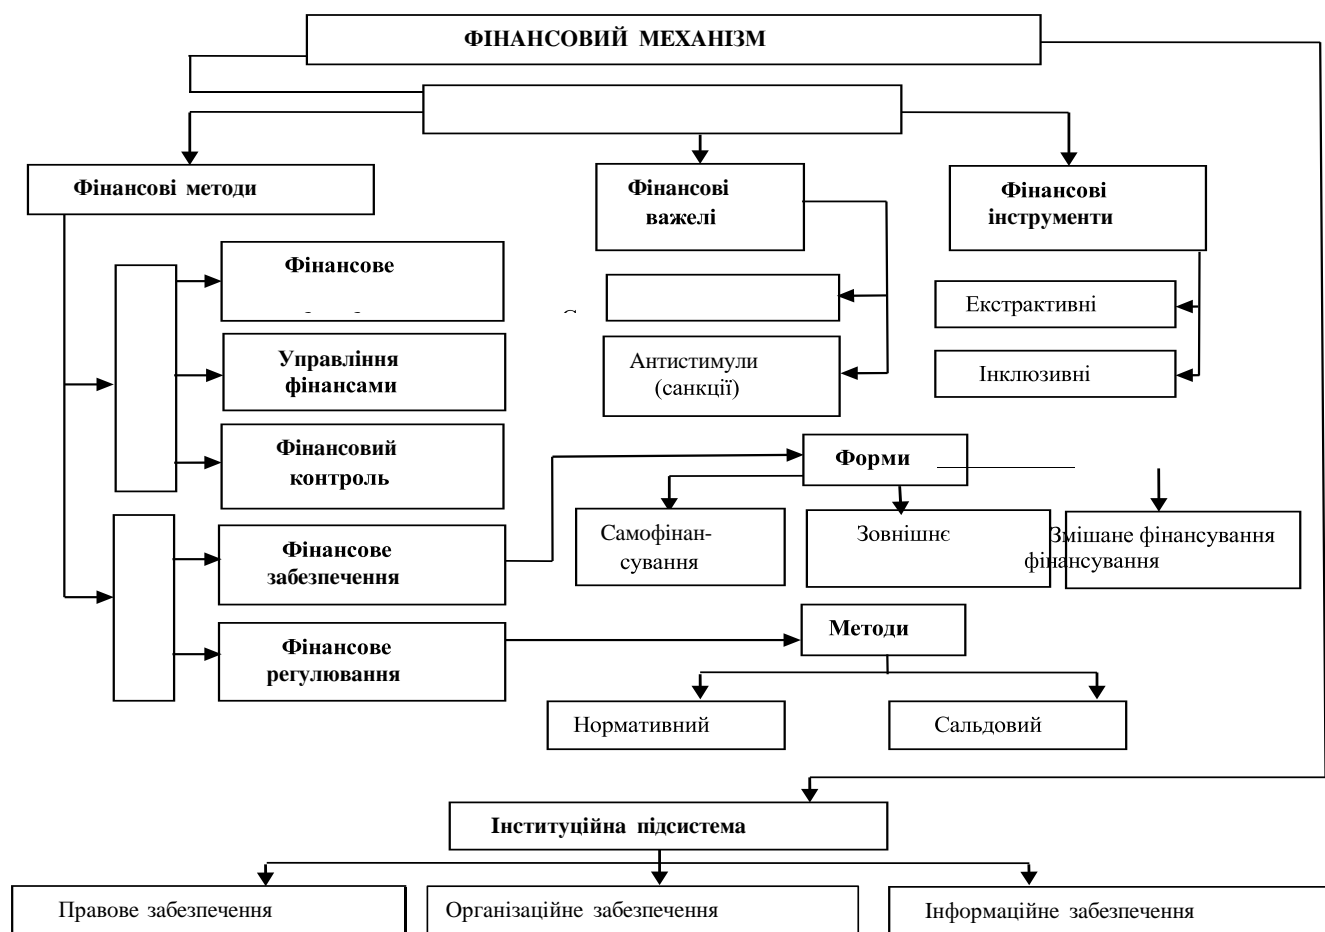 ФІНАНСОВИЙ МЕХАНІЗМ
Фінансові методи
Фінансові
важелі
Фінансові
інструменти
Фінансове
Управління
фінансами
Фінансовий
контроль
Фінансове
забезпечення
Фінансове
регулювання
Антистимули
(санкції)
Екстрактивні
Інклюзивні
Форми
Самофінан-
сування
Зовнішнє
фінансування
Змішане фінансування
Методи
Нормативний
Сальдовий
Інституційна підсистема
Правове забезпечення
Організаційне забезпечення
Інформаційне забезпечення